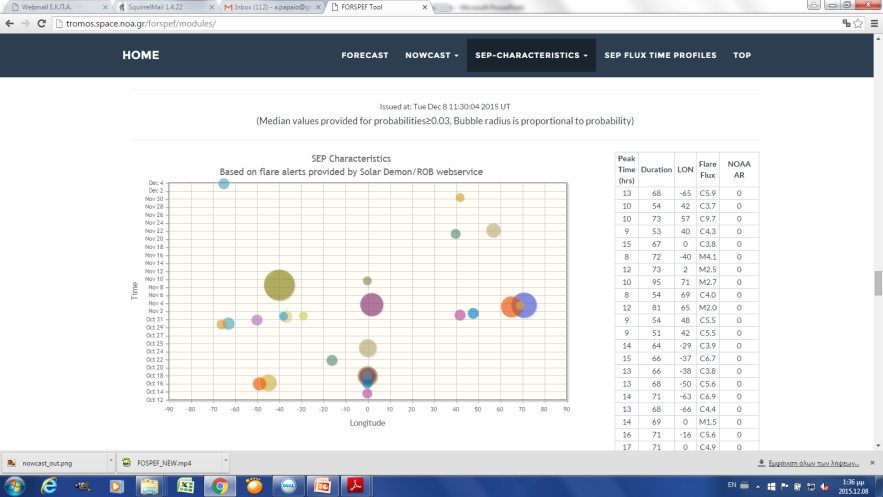 Webmail Ε.Κ.Π.Α.
SquirrelMail 1.4.22
Inbox (112) - a.papaio@g
FORSPEF Tool
tromos.space.noa.gr/forspef/modules/
HOME
FORECAST NOWCAST SEP-CHARACTERISTICS SEP FLUX TIME PROFILES TOP
Issued at: Tue Dec 8 11:30:04 2015 UT
(Median values provided for probabilities≥0.03, Bubble radius is proportional to probability)
SEP Characteristics
Based on flare alerts provided by Solar Demon/ROB webservice
Time
Dec 4
Dec 2
Nov 30
Nov 28
Nov 26
Nov 24
Nov 22
Nov 20
Nov 18
Nov 16
Nov 14
Nov 12
Nov 10
Nov 8
Nov 6
Nov 4
Nov 2
Oct 31
Oct 29
Oct 27
Oct 25
Oct 24
Oct 22
Oct 20
Oct 18
Oct 16
Oct 14
Oct 12
-90 -80 -70 -60 -50 -40 -30 -20 -10 0 10 20 30 40 50 60 70 80 90
Longitude
Peak Time (hrs) Duration LON Flare Flux NOAA AR
13 68 -65 C5.9 0
10 54 42 C3.7 0
10 73 57 C9.7 0
9 53 40 C4.3 0
15 67 0 C3.8 0
8 72 -40 M4.1 0
12 73 2 M2.5 0
10 95 71 M2.7 0
8 54 69 C4.0 0
12 81 65 M2.0 0
9 54 48 C5.5 0
9 51 42 C5.5 0
14 64 -29 C3.9 0
15 66 -37 C6.7 0
13 66 -38 C3.8 0
13 68 -50 C5.6 0
14 71 -63 C6.9 0
13 68 -66 C4.4 0
14 69 0 M1.5 0
16 71 -16 C5.6 0
17 71 0 C4.9 0
nowcast_out.png
FOSPEF_NEW.mp4
Εμφάνιση όλων των λήψεων...
EN
1:36 μμ
2015.12.08